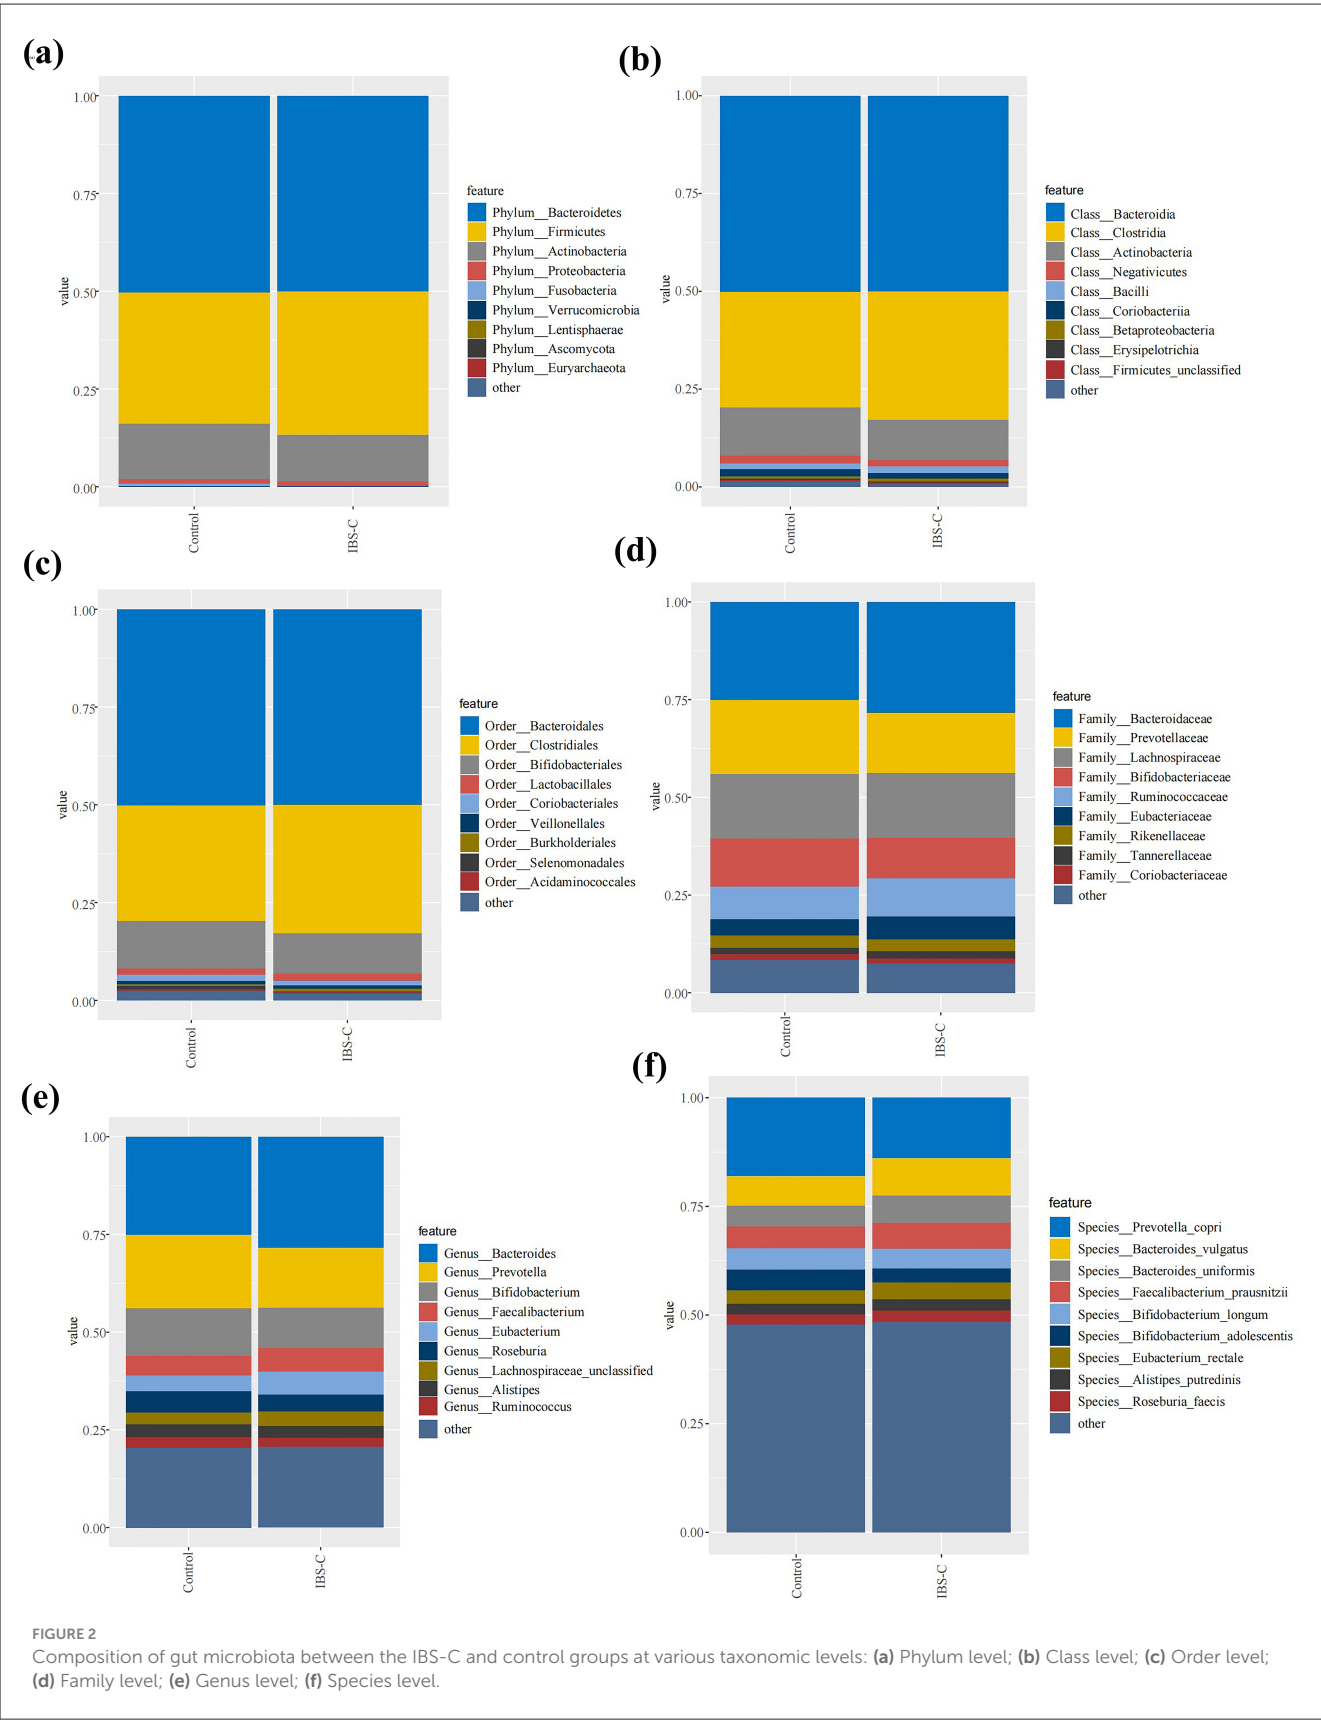 (a)
1.00
0.75
0.50
0.25
0.00
value
Control
IBS-C
feature
Phylum__Bacteroidetes
Phylum__Firmicutes
Phylum__Actinobacteria
Phylum__Proteobacteria
Phylum__Fusobacteria
Phylum__Verrucomicrobia
Phylum__Lentisphaerae
Phylum__Ascomycota
Phylum__Euryarchaeota
other
(b)
1.00
0.75
0.50
0.25
0.00
value
Control
IBS-C
feature
Class__Bacteroidia
Class__Clostridia
Class__Actinobacteria
Class__Negativicutes
Class__Bacilli
Class__Coriobacteriia
Class__Betaproteobacteria
Class__Erysipelotrichia
Class__Firmicutes_unclassified
other
(c)
1.00
0.75
0.50
0.25
0.00
value
Control
IBS-C
feature
Order__Bacteroidales
Order__Clostridiales
Order__Bifidobacteriales
Order__Lactobacillales
Order__Coriobacteriales
Order__Veillonellales
Order__Burkholderiales
Order__Selenomonadales
Order__Acidaminococcales
other
(d)
1.00
0.75
0.50
0.25
0.00
value
Control
IBS-C
feature
Family__Bacteroidaceae
Family__Prevotellaceae
Family__Lachnospiraceae
Family__Bifidobacteriaceae
Family__Ruminococcaceae
Family__Eubacteriaceae
Family__Rikenellaceae
Family__Tannerellaceae
Family__Coriobacteriaceae
other
(e)
1.00
0.75
0.50
0.25
0.00
value
Control
IBS-C
feature
Genus__Bacteroides
Genus__Prevotella
Genus__Bifidobacterium
Genus__Faecalibacterium
Genus__Eubacterium
Genus__Roseburia
Genus__Lachnospiraceae_unclassified
Genus__Alistipes
Genus__Ruminococcus
other
(f)
1.00
0.75
0.50
0.25
0.00
value
Control
IBS-C
feature
Species__Prevotella_copri
Species__Bacteroides_vulgatus
Species__Bacteroides_uniformis
Species__Faecalibacterium_prausnitzii
Species__Bifidobacterium_longum
Species__Bifidobacterium_adolescentis
Species__Eubacterium_rectale
Species__Alistipes_putredinis
Species__Roseburia_faecis
other
FIGURE 2
Composition of gut microbiota between the IBS-C and control groups at various taxonomic levels: (a) Phylum level; (b) Class level; (c) Order level;
(d) Family level; (e) Genus level; (f) Species level.